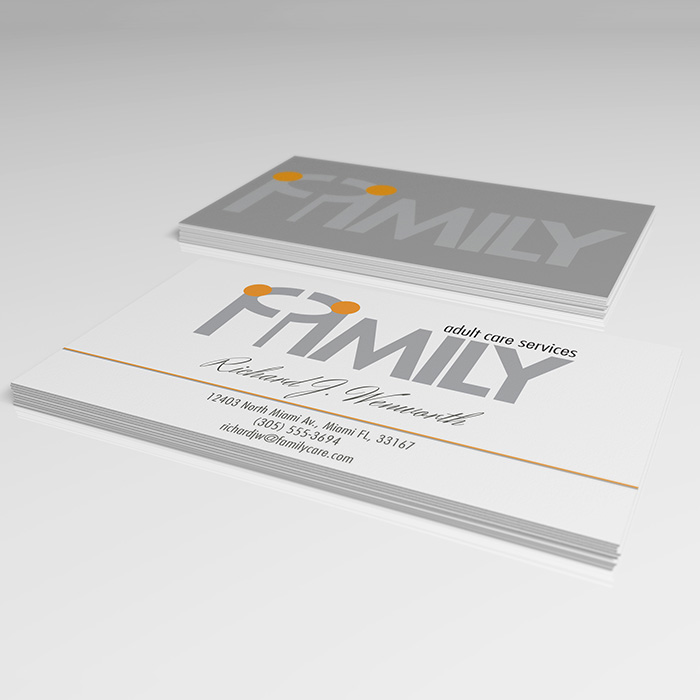 FAMILY
FAMILY
adult care services
Richard J. Wenworth
12403 North Miami Av., Miami FL, 33167
(305) 555-3694
richardjw@familycare.com